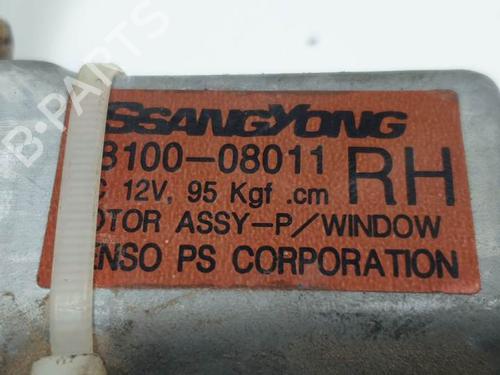 SSANGYONG
8100-08011 RH
C 12V, 95 Kgf .cm
OTOR ASSY-P/WINDOW
ENSO PS CORPORATION
B-PARTS